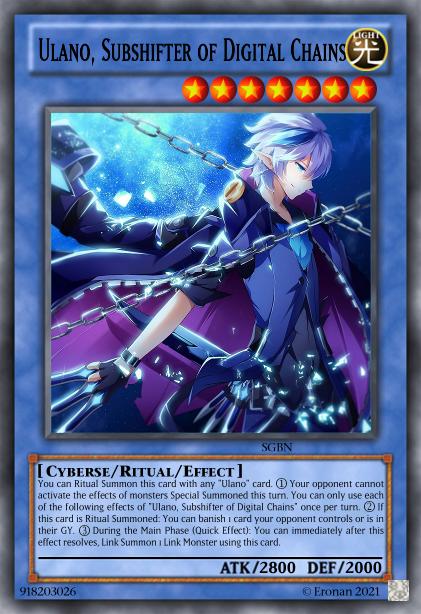 ULANO, SUBSHIFTER OF DIGITAL CHAINS
LIGHT
光
SGBN
[ CYBERSE/RITUAL/EFFECT ]
You can Ritual Summon this card with any "Ulano" card. ① Your opponent cannot
activate the effects of monsters Special Summoned this turn. You can only use each
of the following effects of "Ulano, Subshifter of Digital Chains" once per turn. ② If
this card is Ritual Summoned: You can banish 1 card your opponent controls or is in
their GY. ③ During the Main Phase (Quick Effect): You can immediately after this
effect resolves, Link Summon 1 Link Monster using this card.
ATK/2800 DEF/2000
918203026
© Eronan 2021